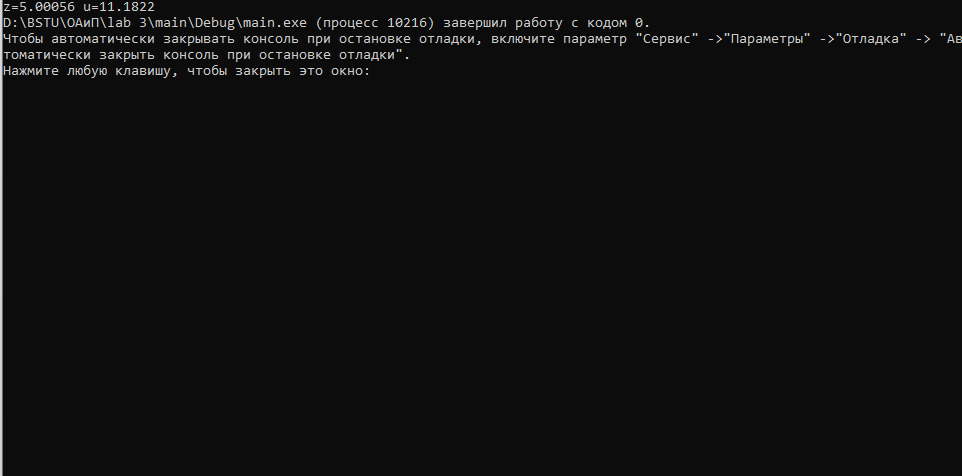 z=5.00056 u=11.1822
D:\BSTU\ОАиП\lab 3\main\Debug\main.exe (процесс 10216) завершил работу с кодом 0.
Чтобы автоматически закрывать консоль при остановке отладки, включите параметр "Сервис" ->"Параметры" ->"Отладка" -> "Ав
томатически закрыть консоль при остановке отладки".
Нажмите любую клавишу, чтобы закрыть это окно: